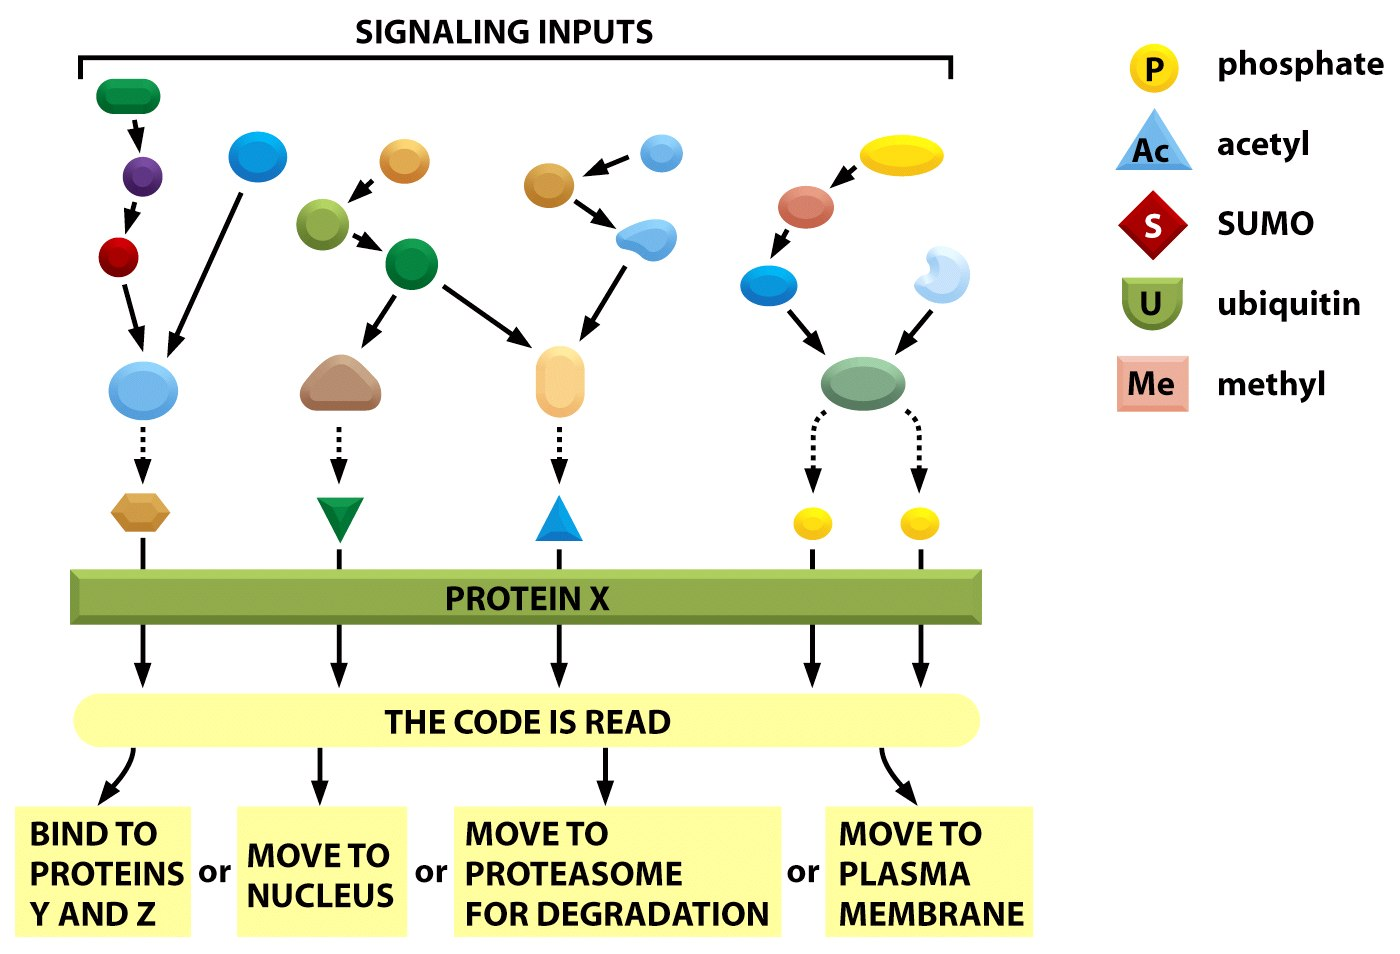 SIGNALING INPUTS
P phosphate
Ac acetyl
S SUMO
U ubiquitin
Me methyl
PROTEIN X
THE CODE IS READ
BIND TO
PROTEINS
Y AND Z
or
MOVE TO
NUCLEUS
or
MOVE TO
PROTEASOME
FOR DEGRADATION
or
MOVE TO
PLASMA
MEMBRANE